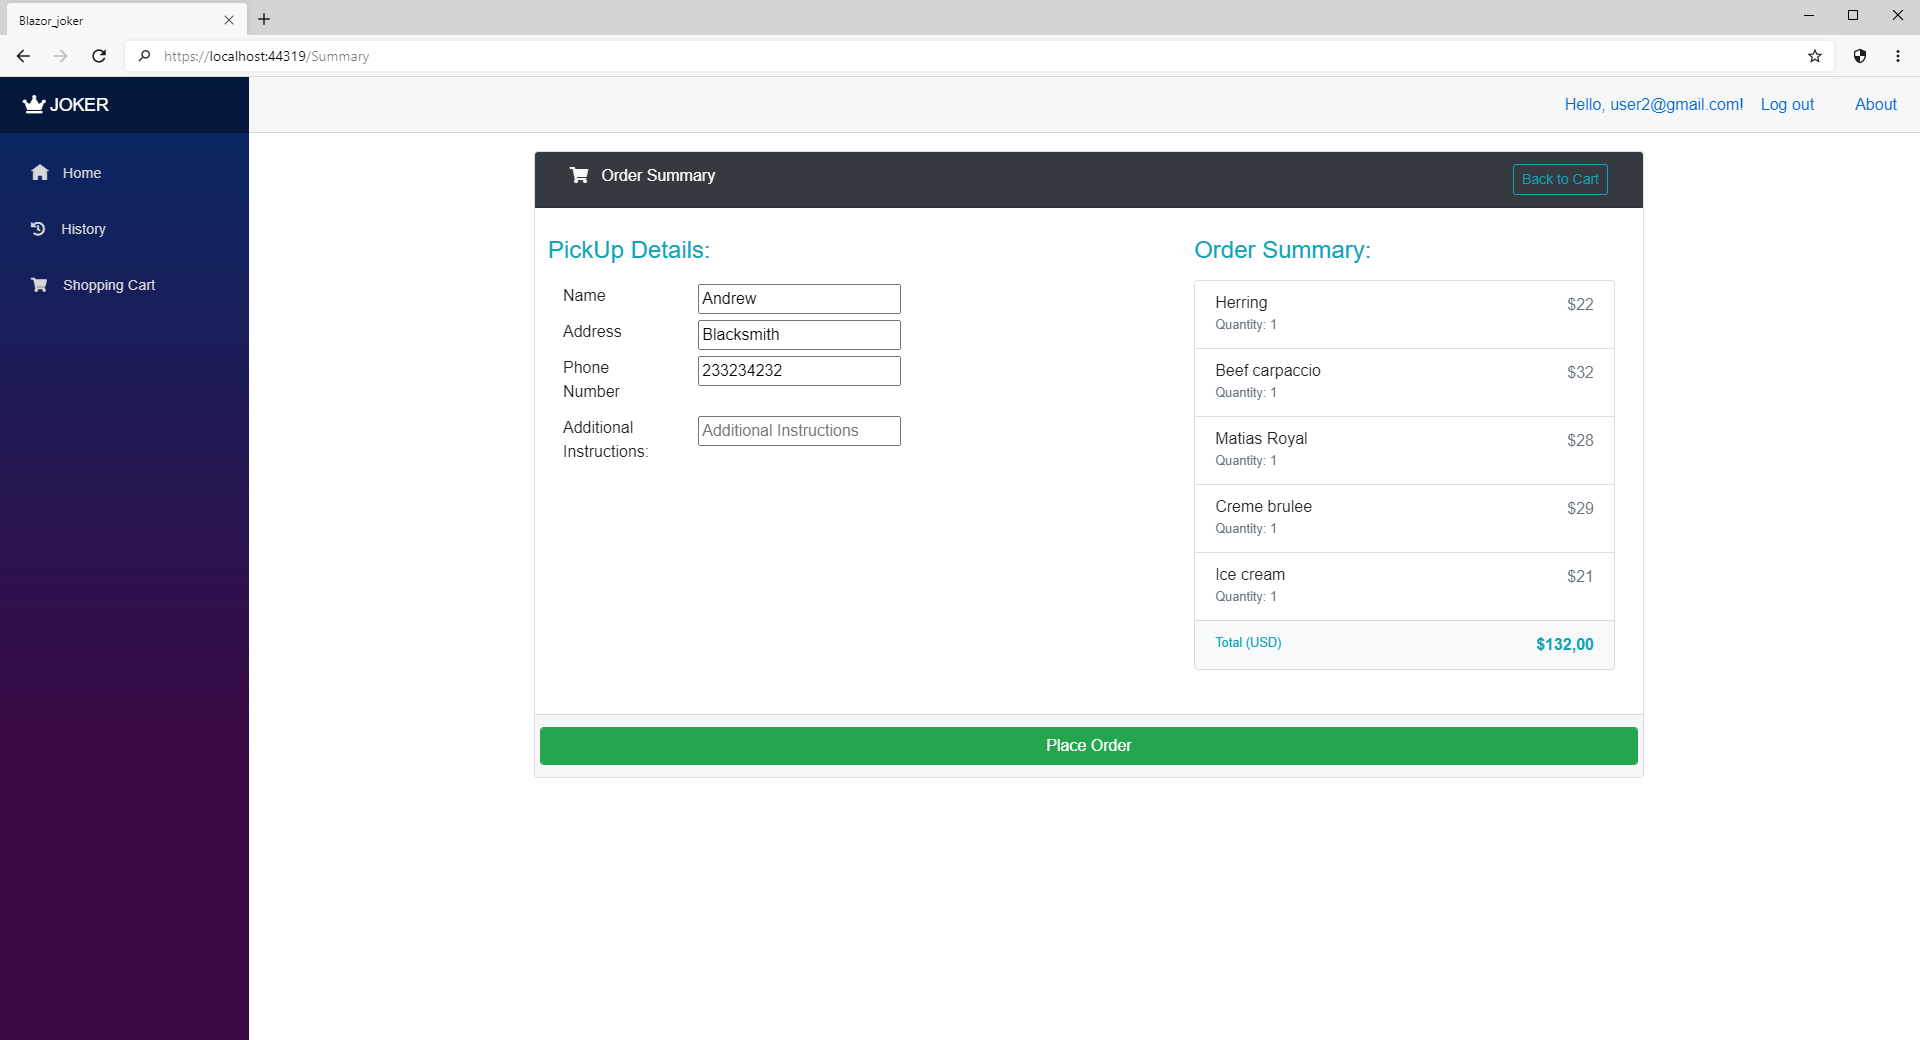 Blazor_joker
https://localhost:44319/Summary
JOKER
Hello, user2@gmail.com! Log out About
Home
History
Shopping Cart
Order Summary
Back to Cart
PickUp Details:
Name Andrew
Address Blacksmith
Phone Number 233234232
Additional Instructions: Additional Instructions
Order Summary:
Herring $22
Quantity: 1
Beef carpaccio $32
Quantity: 1
Matias Royal $28
Quantity: 1
Creme brulee $29
Quantity: 1
Ice cream $21
Quantity: 1
Total (USD) $132,00
Place Order